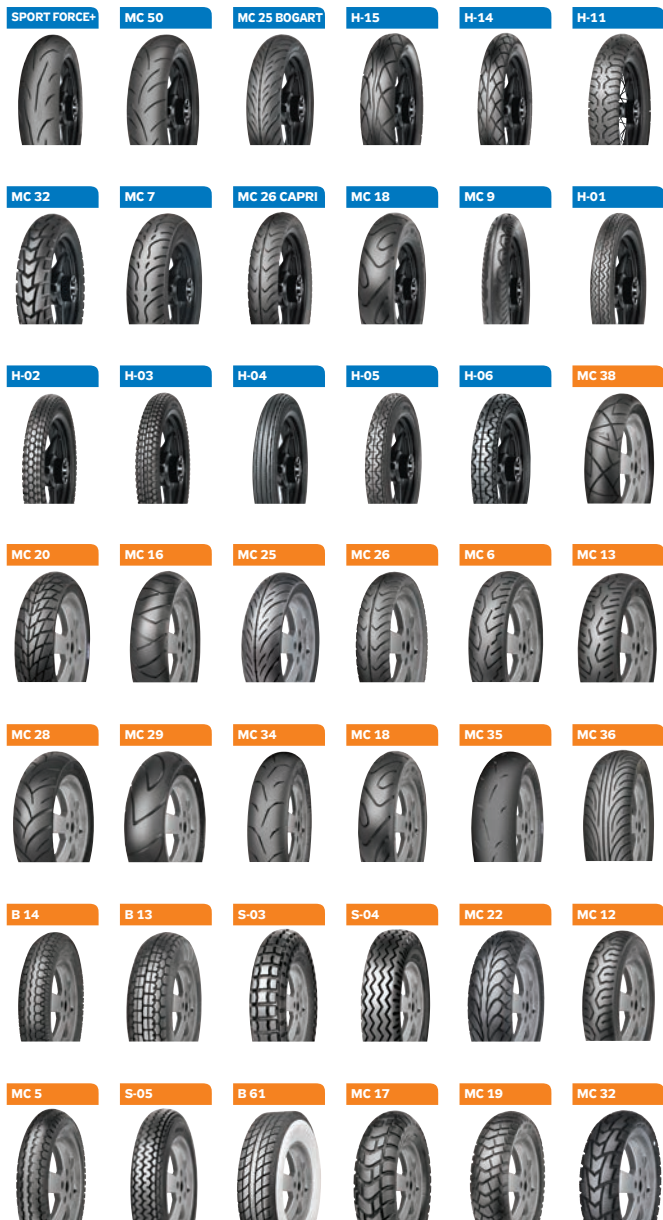 SPORT FORCE+
MC 50
MC 25 BOGART
H-15
H-14
H-11
MC 32
MC 7
MC 26 CAPRI
MC 18
MC 9
H-01
H-02
H-03
H-04
H-05
H-06
MC 38
MC 20
MC 16
MC 25
MC 26
MC 6
MC 13
MC 28
MC 29
MC 34
MC 18
MC 35
MC 36
B 14
B 13
S-03
S-04
MC 22
MC 12
MC 5
S-05
B 61
MC 17
MC 19
MC 32